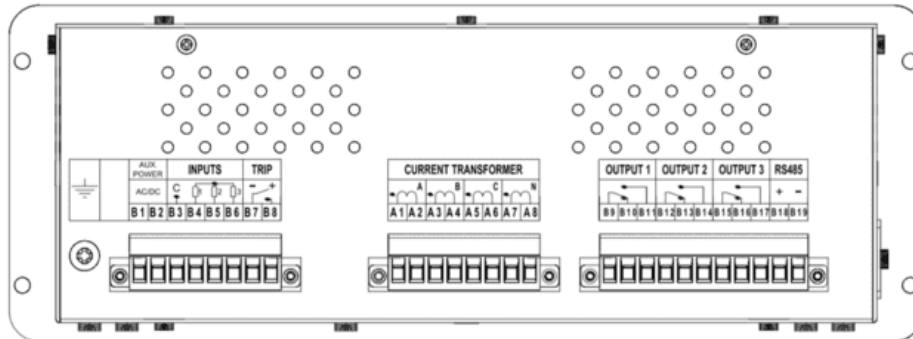 AUX. POWER INPUTS TRIP
AC/DC C 1 2 3 − +
B1 B2 B3 B4 B5 B6 B7 B8
CURRENT TRANSFORMER
A B C N
A1 A2 A3 A4 A5 A6 A7 A8
OUTPUT 1 OUTPUT 2 OUTPUT 3 RS485
+ −
B9 B10 B11 B12 B13 B14 B15 B16 B17 B18 B19